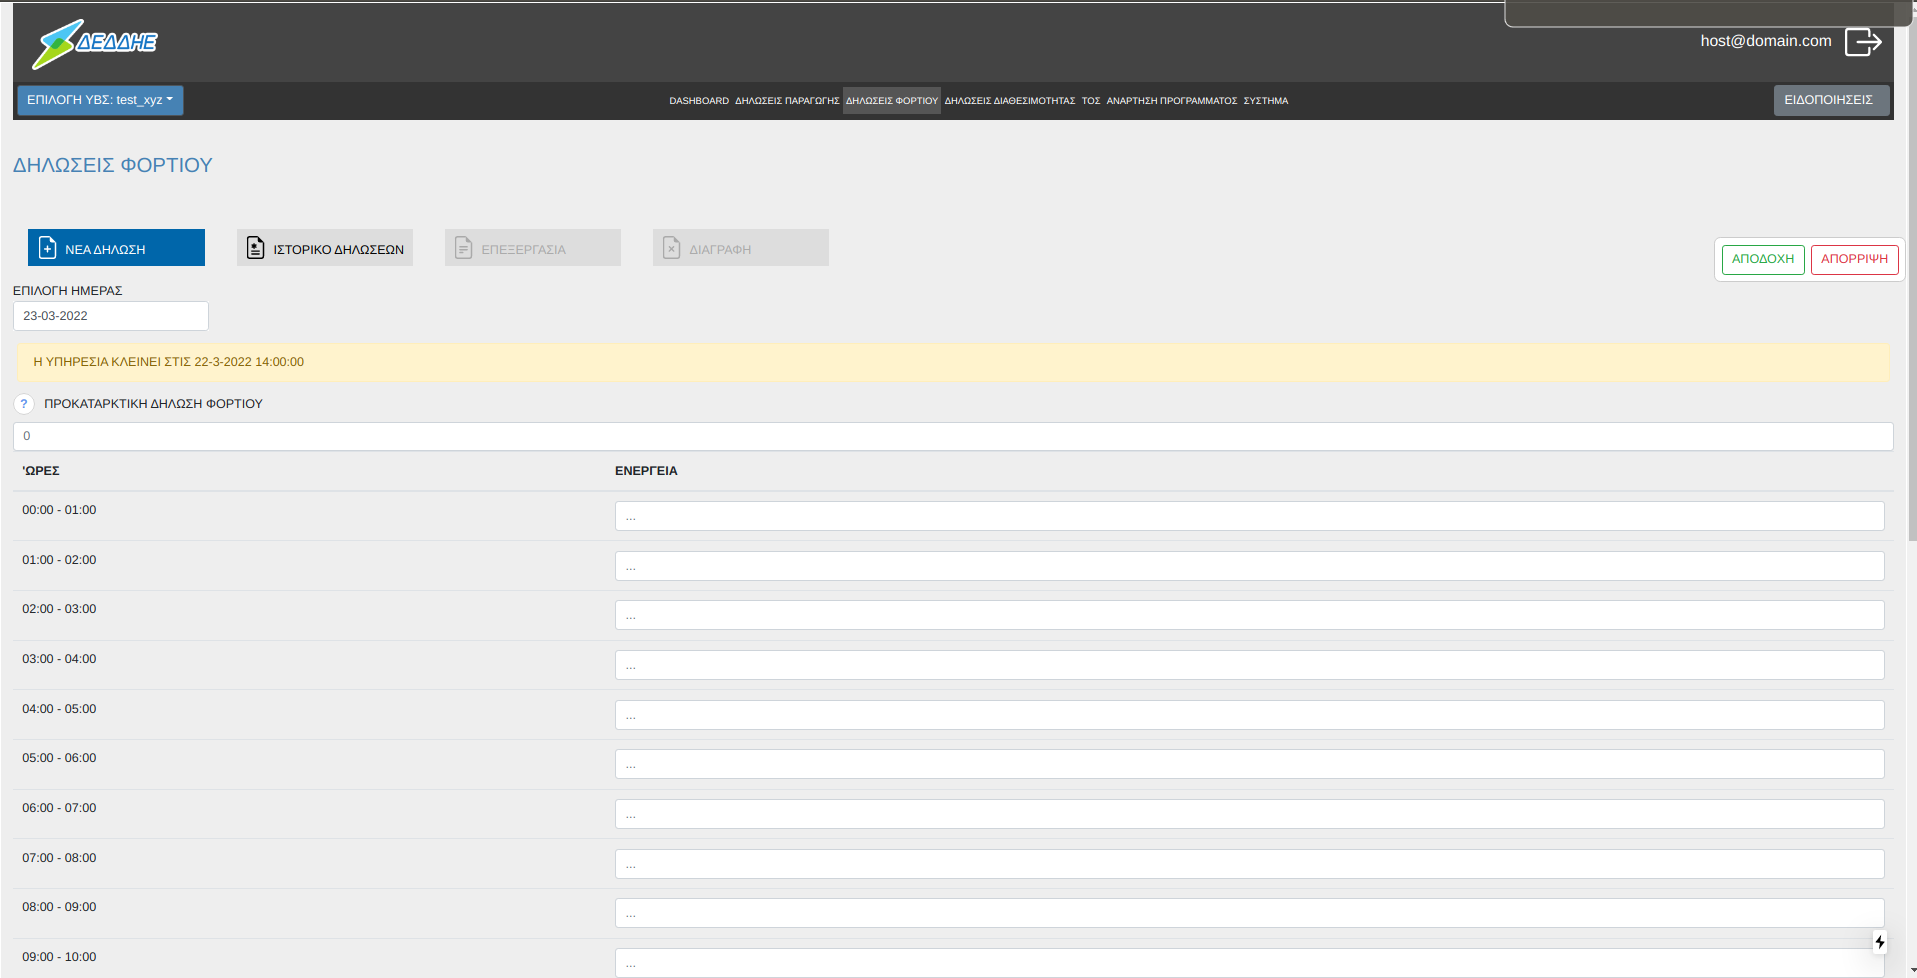 ΔΕΔΔΗΕ
host@domain.com
ΕΠΙΛΟΓΗ ΥΒΣ: test_xyz
DASHBOARD ΔΗΛΩΣΕΙΣ ΠΑΡΑΓΩΓΗΣ ΔΗΛΩΣΕΙΣ ΦΟΡΤΙΟΥ ΔΗΛΩΣΕΙΣ ΔΙΑΘΕΣΙΜΟΤΗΤΑΣ ΤΟΣ ΑΝΑΡΤΗΣΗ ΠΡΟΓΡΑΜΜΑΤΟΣ ΣΥΣΤΗΜΑ
ΕΙΔΟΠΟΙΗΣΕΙΣ
ΔΗΛΩΣΕΙΣ ΦΟΡΤΙΟΥ
ΝΕΑ ΔΗΛΩΣΗ
ΙΣΤΟΡΙΚΟ ΔΗΛΩΣΕΩΝ
ΕΠΕΞΕΡΓΑΣΙΑ
ΔΙΑΓΡΑΦΗ
ΑΠΟΔΟΧΗ
ΑΠΟΡΡΙΨΗ
ΕΠΙΛΟΓΗ ΗΜΕΡΑΣ
23-03-2022
Η ΥΠΗΡΕΣΙΑ ΚΛΕΙΝΕΙ ΣΤΙΣ 22-3-2022 14:00:00
? ΠΡΟΚΑΤΑΡΚΤΙΚΗ ΔΗΛΩΣΗ ΦΟΡΤΙΟΥ
0
'ΩΡΕΣ ΕΝΕΡΓΕΙΑ
00:00 - 01:00 ...
01:00 - 02:00 ...
02:00 - 03:00 ...
03:00 - 04:00 ...
04:00 - 05:00 ...
05:00 - 06:00 ...
06:00 - 07:00 ...
07:00 - 08:00 ...
08:00 - 09:00 ...
09:00 - 10:00 ...